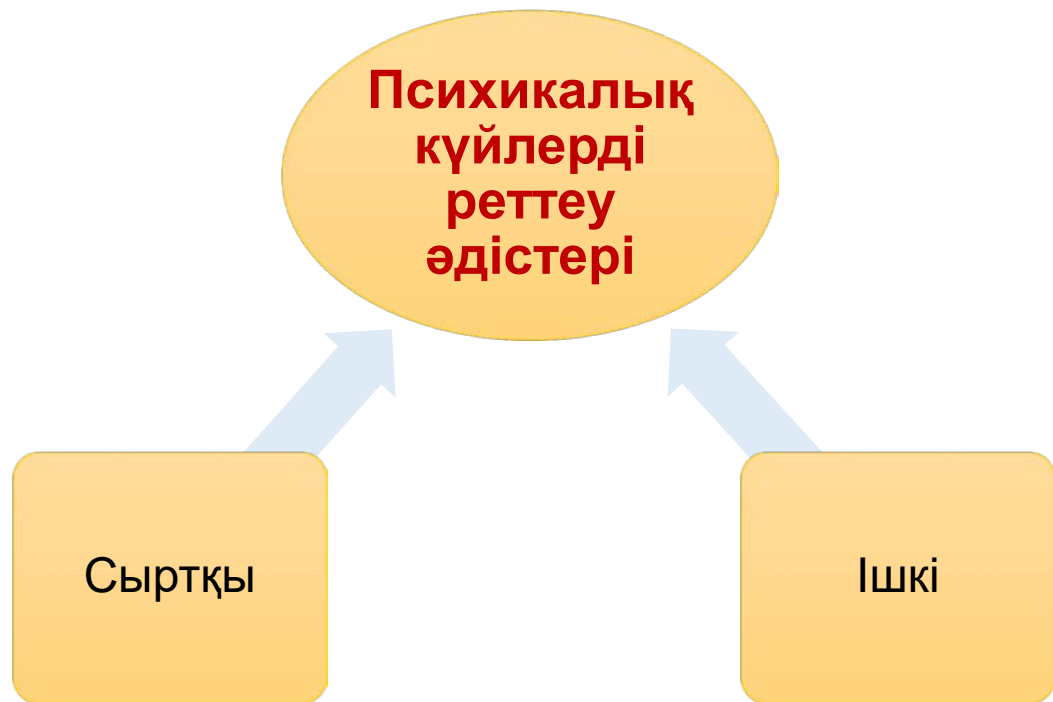 Психикалық
күйлерді
реттеу
әдістері
Сыртқы
Ішкі